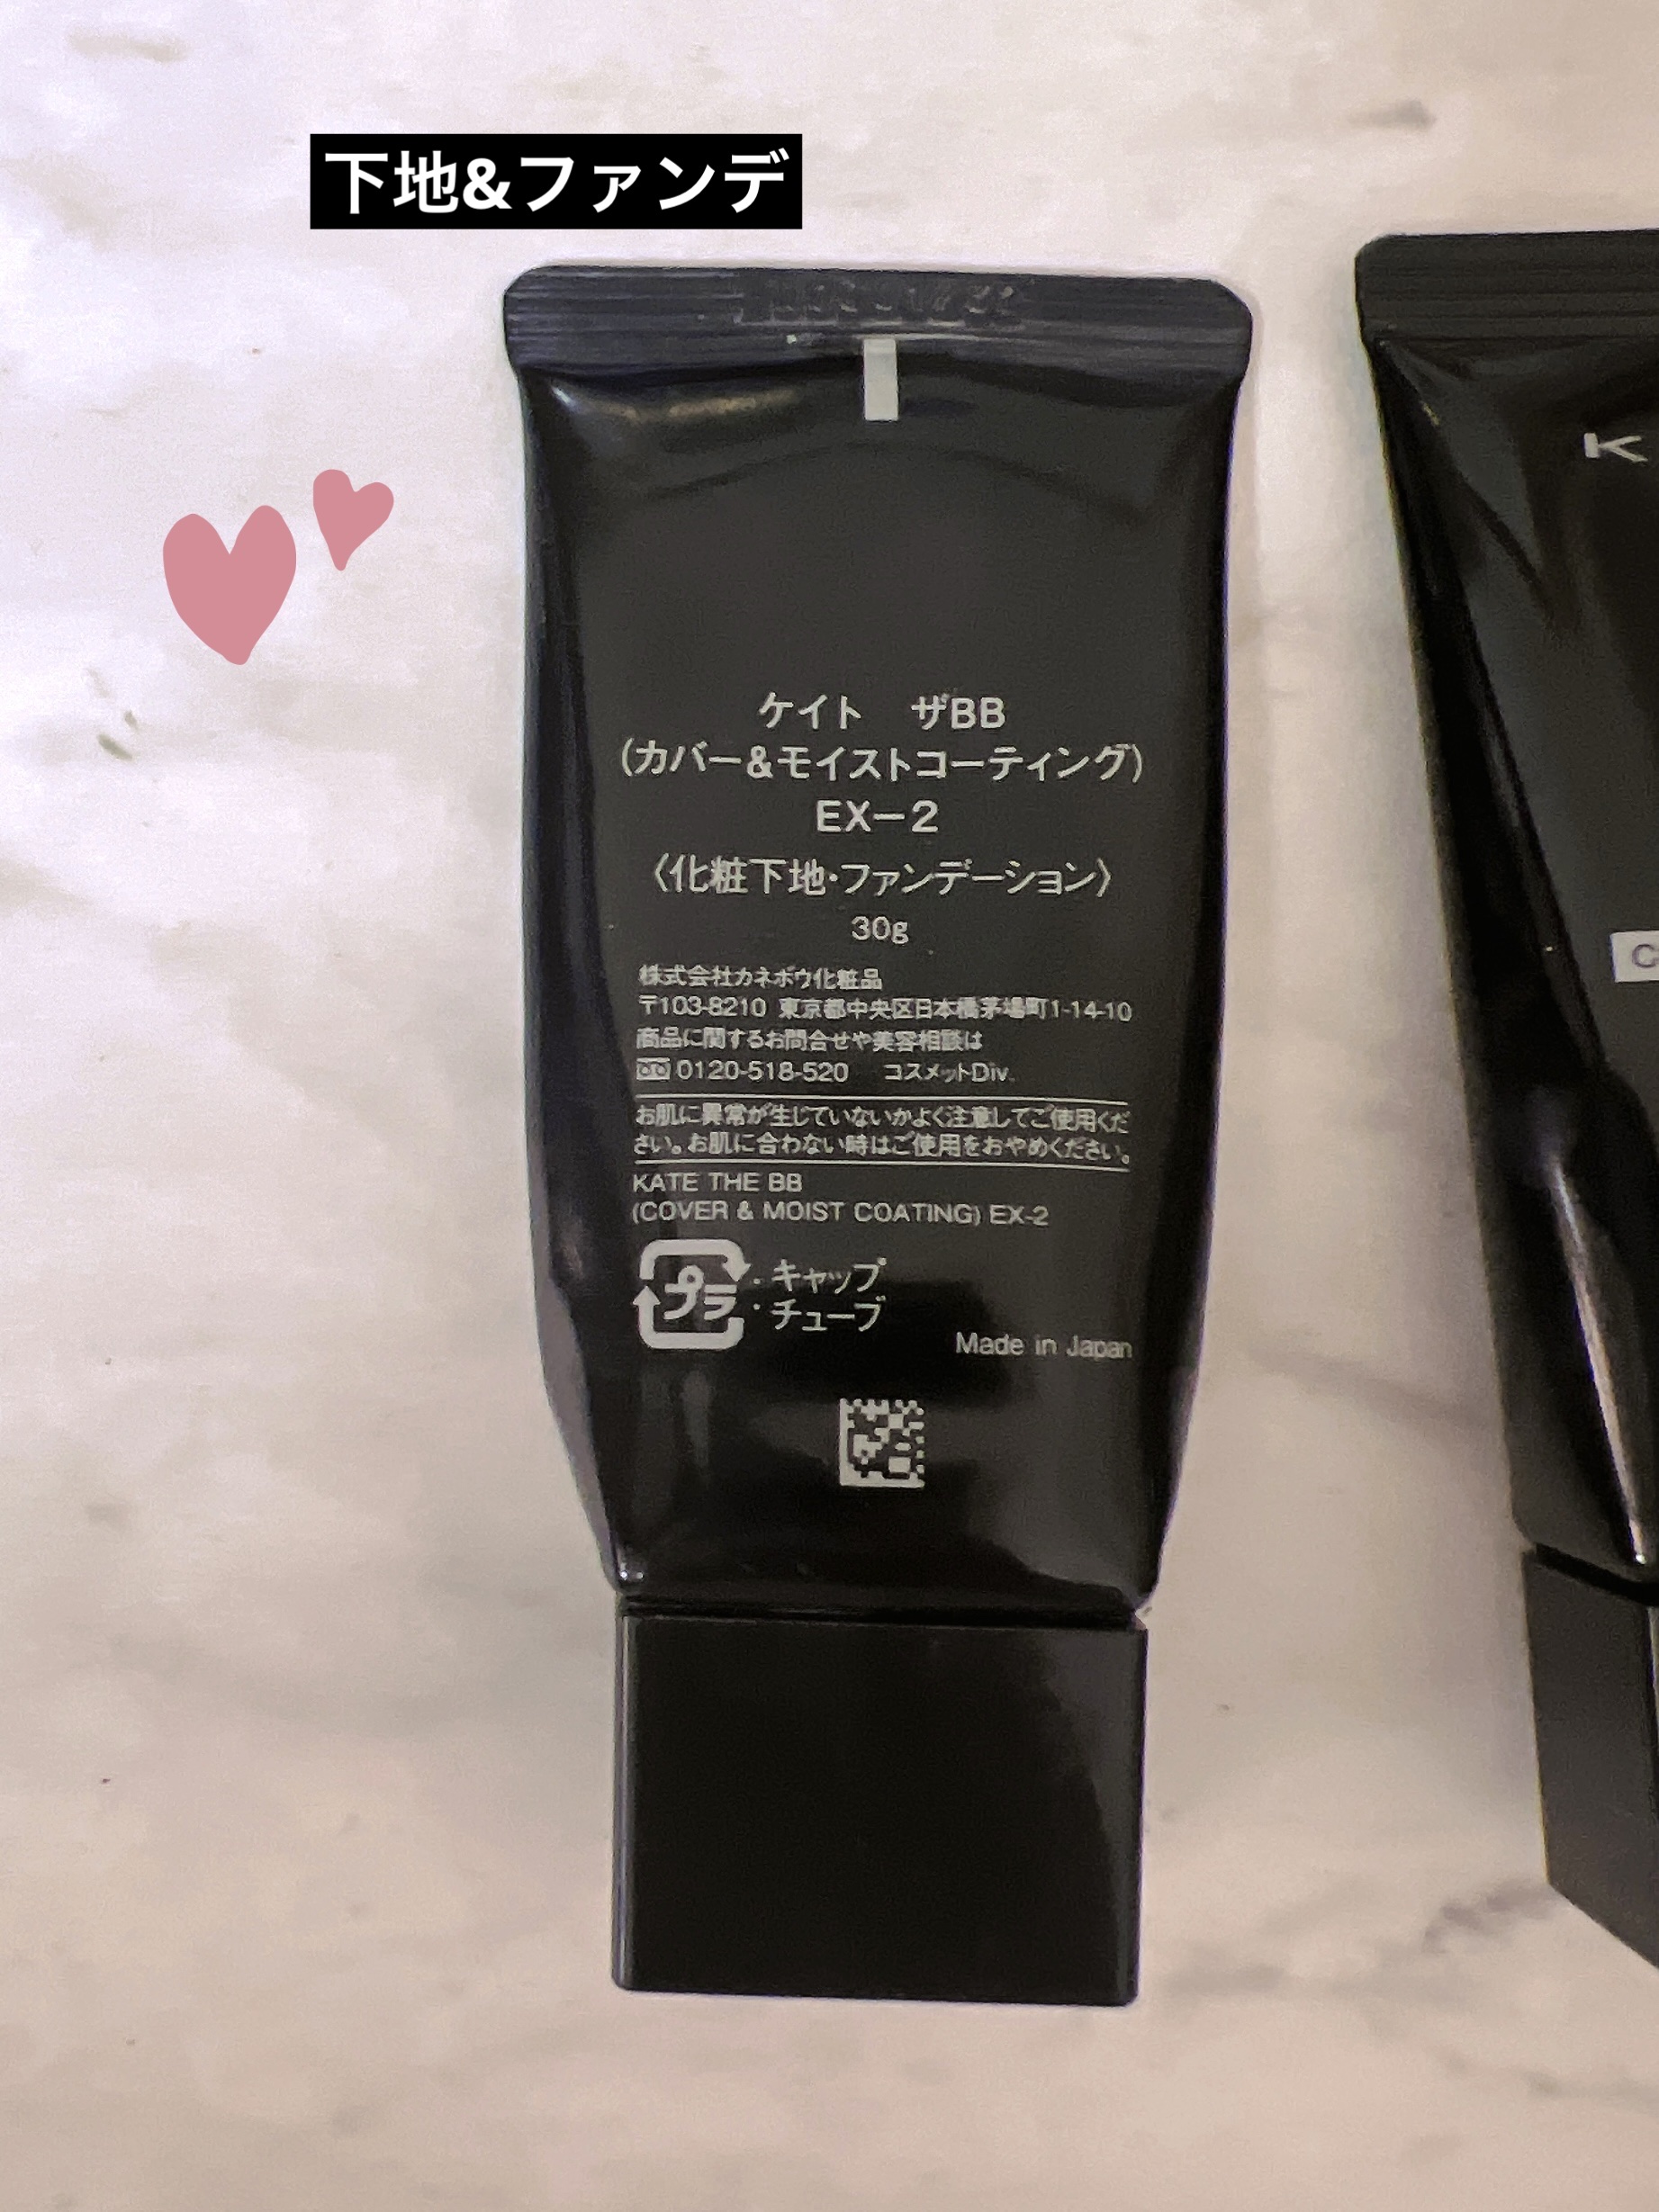 下地&ファンデ
ケイト ザBB
(カバー&モイストコーティング)
EX-2
〈化粧下地・ファンデーション〉
30g
株式会社カネボウ化粧品
〒103-8210 東京都中央区日本橋茅場町1-14-10
商品に関するお問合せや美容相談は
0120-518-520 コスメットDiv.
お肌に異常が生じていないかよく注意してご使用くだ
さい。お肌に合わない時はご使用をおやめください。
KATE THE BB
(COVER & MOIST COATING) EX-2
プラ
・キャップ
・チューブ
Made in Japan
K
C